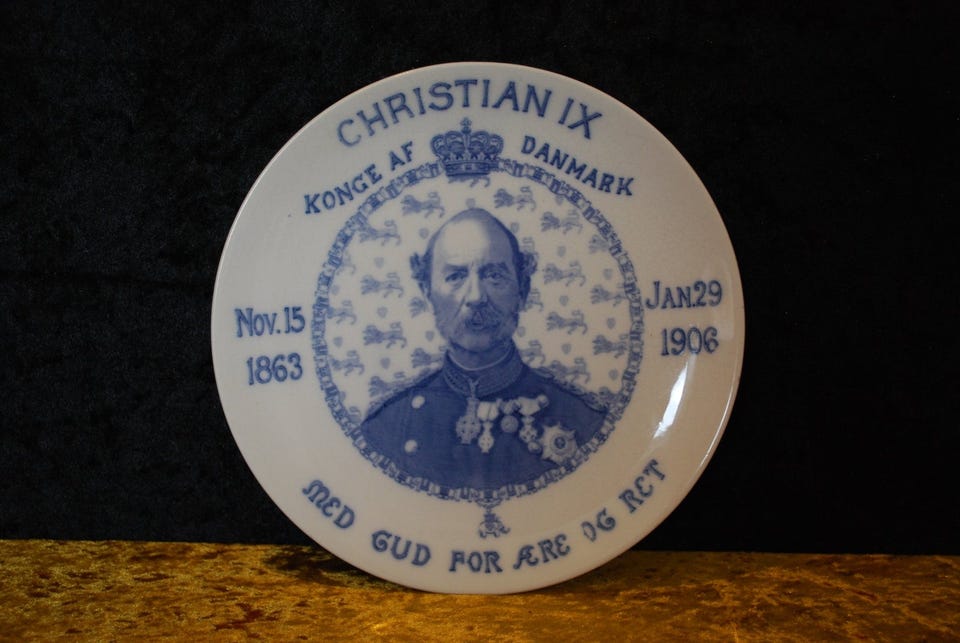 CHRISTIAN IX
KONGE AF DANMARK
Nov. 15
1863
JAN. 29
1906
MED GUD FOR ÆRE OG RET